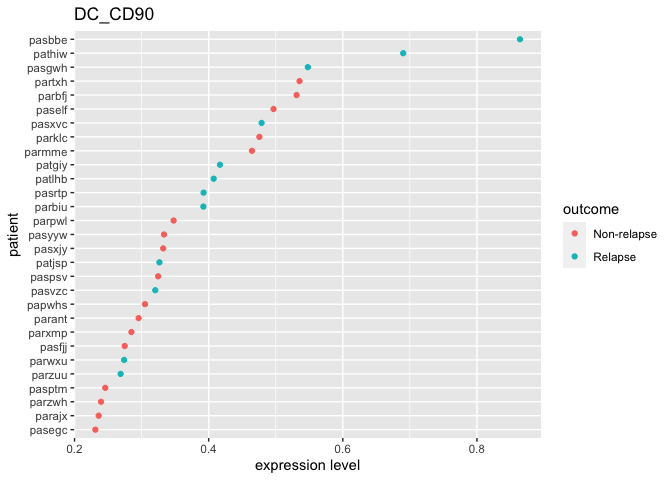 DC_CD90
pasbbe
pathiw
pasgwh
partxh
parbfj
paself
pasxvc
parklc
parmme
patgiy
patlhb
pasrtp
parbiu
parpwl
pasyyw
pasxjy
patjsp
paspsv
pasvzc
papwhs
parant
parxmp
pasfjj
parwxu
parzuu
pasptm
parzwh
parajx
pasegc
patient
0.2 0.4 0.6 0.8
expression level
outcome
Non-relapse
Relapse